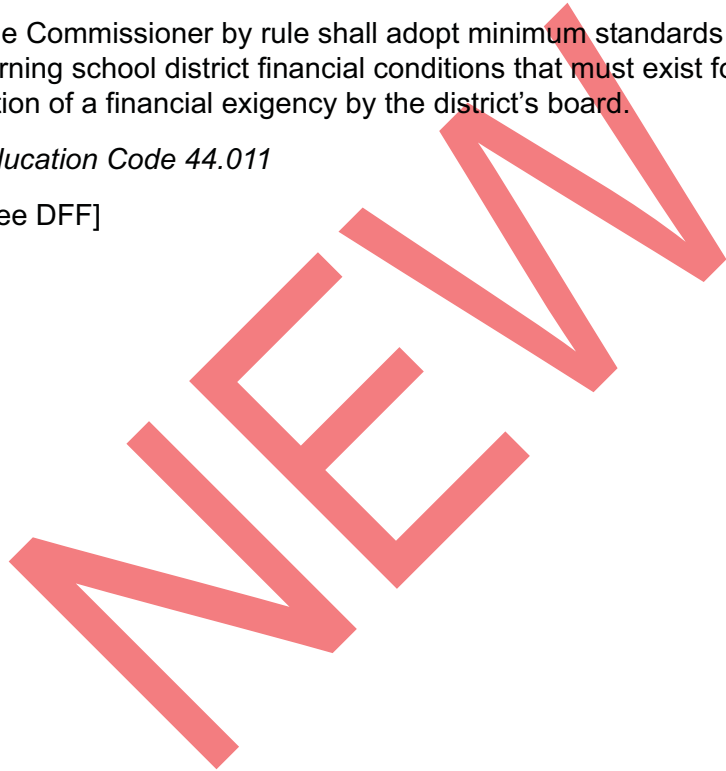 e Commissioner by rule shall adopt minimum standards
rning school district financial conditions that must exist fo
tion of a financial exigency by the district's board.
ducation Code 44.011
ee DFF]
NEW